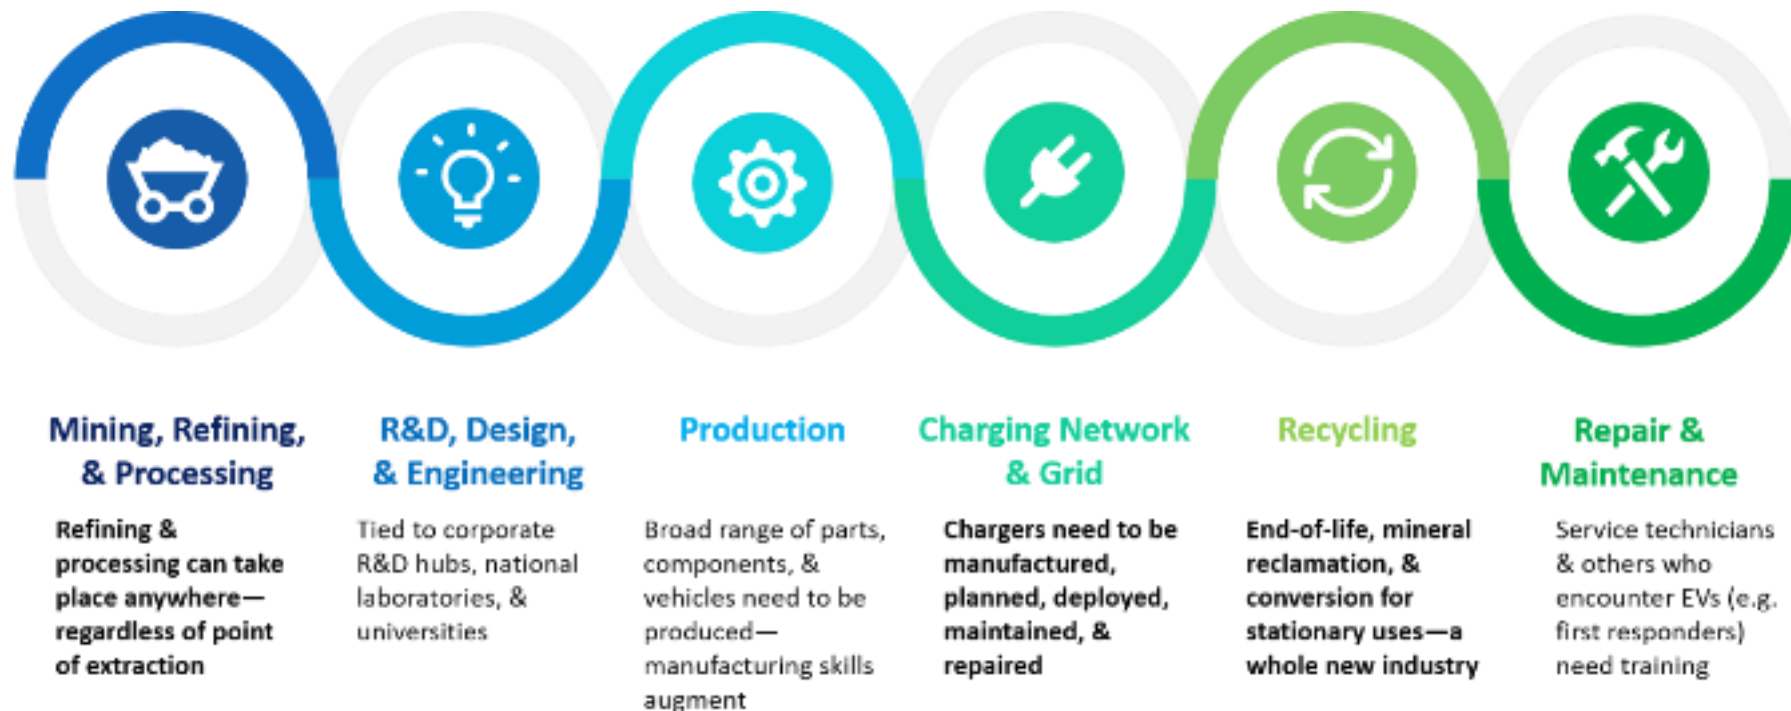 Mining, Refining,
& Processing
Refining &
processing can take
place anywhere—
regardless of point
of extraction
R&D, Design,
& Engineering
Tied to corporate
R&D hubs, national
laboratories, &
universities
Production
Broad range of parts,
components, &
vehicles need to be
produced—
manufacturing skills
augment
Charging Network
& Grid
Chargers need to be
manufactured,
planned, deployed,
maintained, &
repaired
Recycling
End-of-life, mineral
reclamation, &
conversion for
stationary uses—a
whole new industry
Repair &
Maintenance
Service technicians
& others who
encounter EVs (e.g.
first responders)
need training